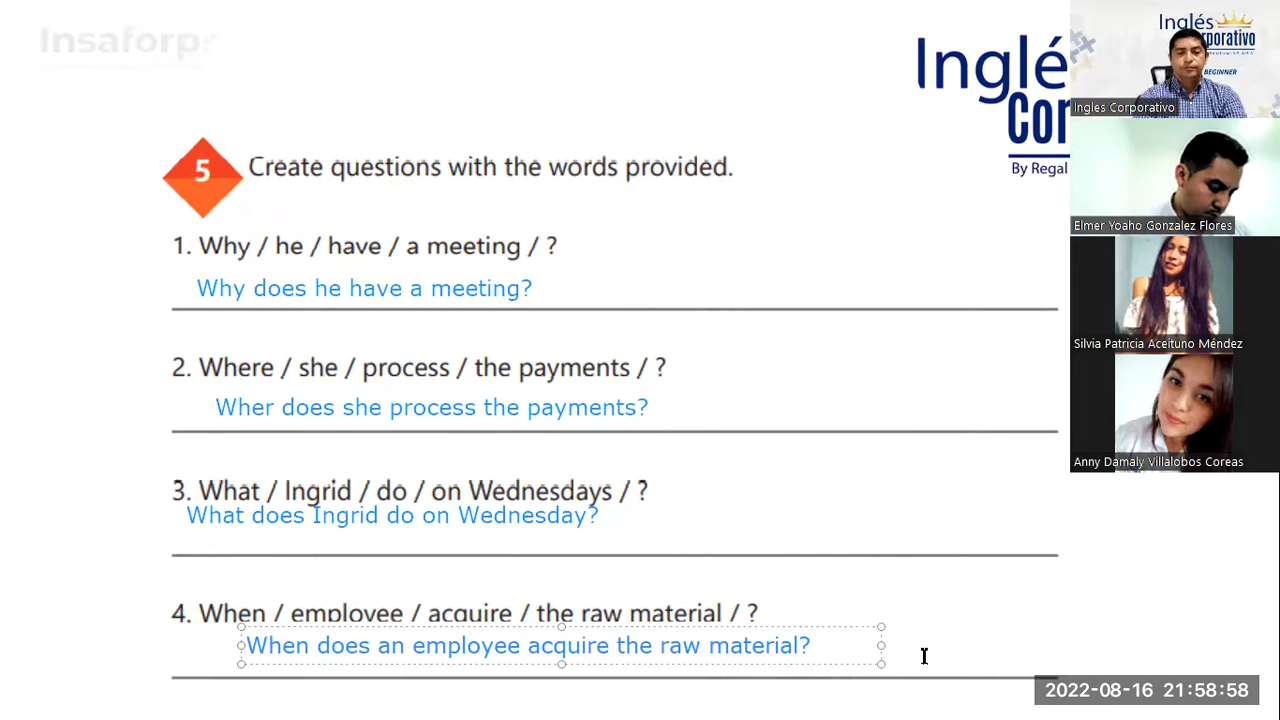 Insaforp
Inglés
Cor
By Regal
5 Create questions with the words provided.
1. Why / he / have / a meeting / ?
Why does he have a meeting?
2. Where / she / process / the payments / ?
Wher does she process the payments?
3. What / Ingrid / do / on Wednesdays / ?
What does Ingrid do on Wednesday?
4. When / employee / acquire / the raw material / ?
When does an employee acquire the raw material?
Inglés
orporativo
BEGINNER
Ingles Corporativo
Elmer Yoaho Gonzalez Flores
Silvia Patricia Aceituno Méndez
Anny Damaly Villalobos Coreas
2022-08-16 21:58:58